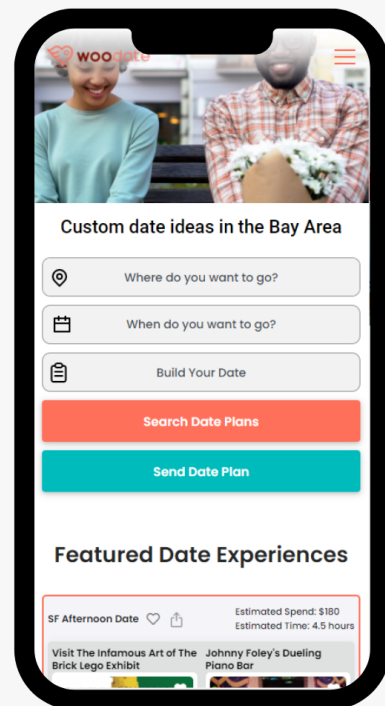 woodate
Custom date ideas in the Bay Area
Where do you want to go?
When do you want to go?
Build Your Date
Search Date Plans
Send Date Plan
Featured Date Experiences
SF Afternoon Date
Estimated Spend: $180
Estimated Time: 4.5 hours
Visit The Infamous Art of The
Brick Lego Exhibit
Johnny Foley's Dueling
Piano Bar